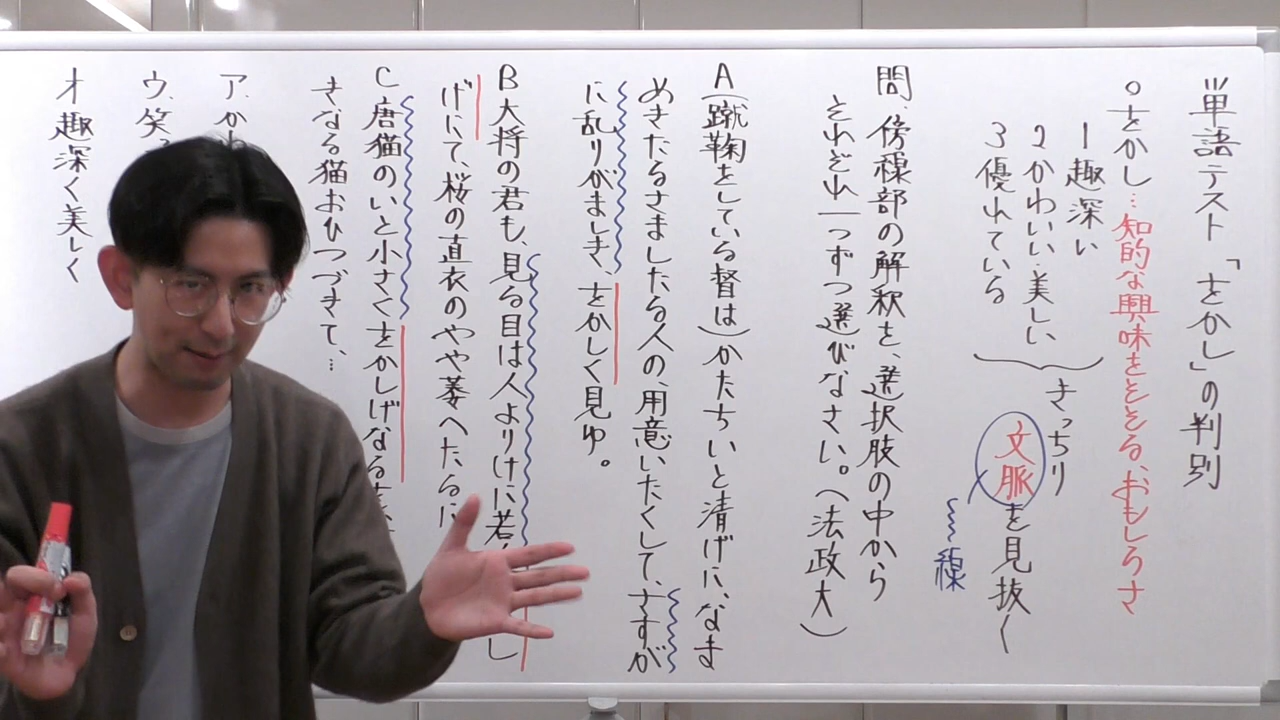 単語テスト「をかし」の判別
○をかし…知的な興味をそそる、おもしろさ
1 趣深い
2 かわいい・美しい
3 優れている
きっちり
文脈を見抜く
線
問、傍線部の解釈を、選択肢の中から
それぞれ一つずつ選びなさい。(法政大)
A(蹴鞠をしている督は)かたちいと清げに、なま
めきたるさましたる人の、用意いたくして、さすが
に乱りがましき、をかしく見ゆ。
B 大将の君も、見る目は人よりけに若く
し
げにて、桜の直衣のやや萎へたるに
C 唐猫のいと小さくをかしげなるを、
きなる猫おひつづきて、…
ア、かわ
ウ、笑
オ 趣深く美しく